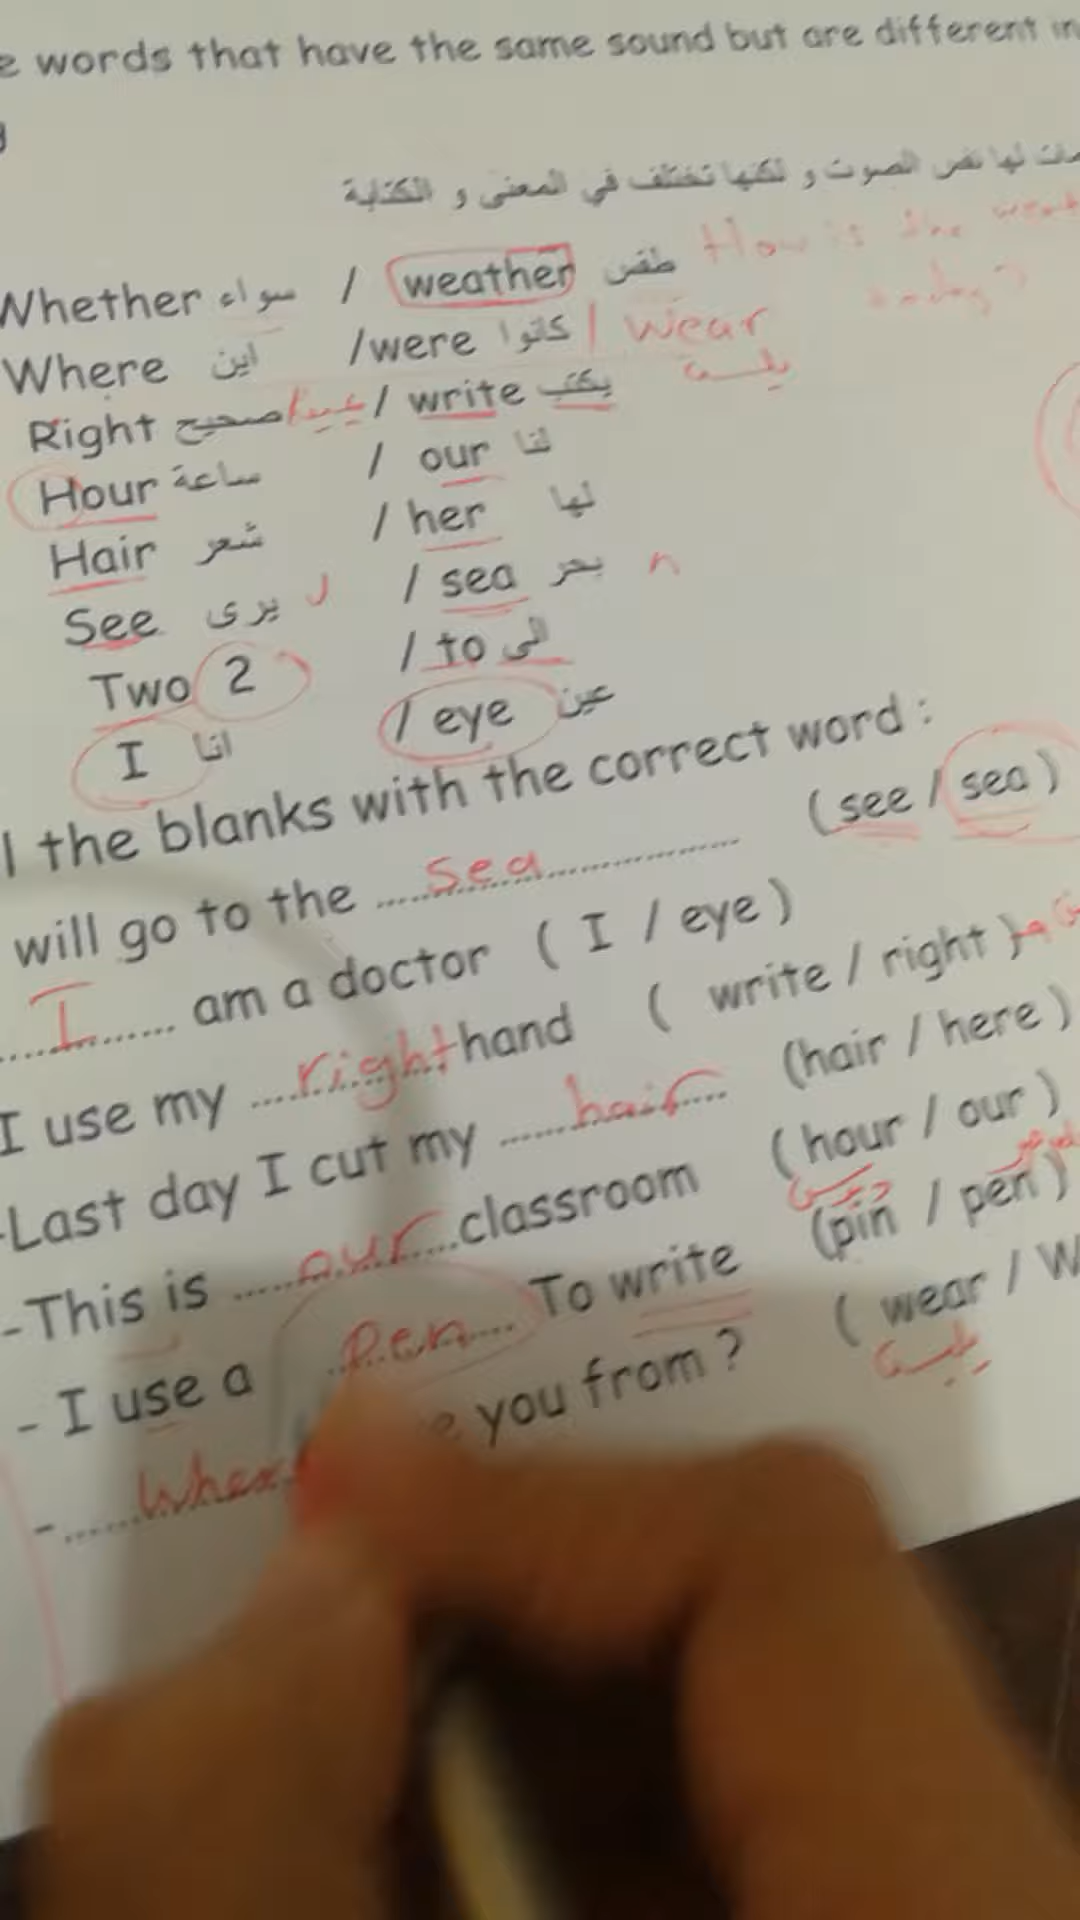 words that have the same sound but are different in
لها نفس الصوت و لكنها تختلف في المعنى و الكتابة
How is the
Whether سواء / weather طقس
Where اين /were كانوا / wear
Right صحيح / write يكتب
Hour ساعة / our لنا
Hair شعر / her لها
See يرى / sea بحر
Two 2 / to الى
I انا / eye عين
the blanks with the correct word :
will go to the ....sea.... ( see / sea )
I...... am a doctor ( I / eye )
I use my ....right.... hand ( write / right )
-Last day I cut my ....hair.... (hair / here )
-This is ....our....classroom ( hour / our )
- I use a ...pen.... To write (pin / pen )
- ....Where you from ? ( wear / W